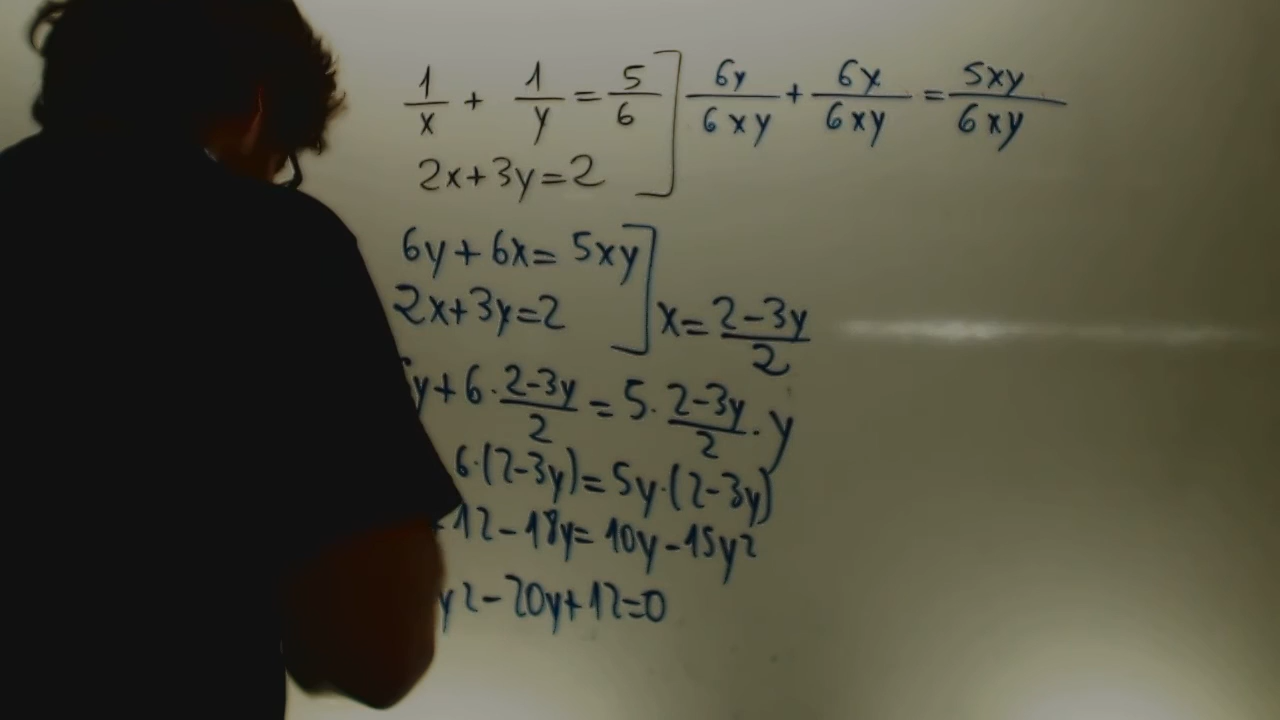 1/x + 1/y = 5/6 ] 6y/6xy + 6x/6xy = 5xy/6xy
2x+3y=2
6y+6x=5xy
2x+3y=2 ] x=2-3y/2
y+6·2-3y/2=5·2-3y/2·y
6·(2-3y)=5y·(2-3y)
+12-18y=10y-15y²
y²-20y+12=0